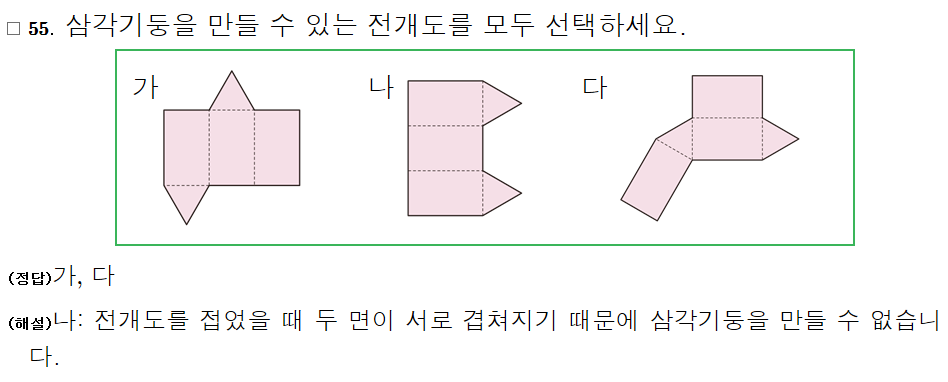 □ 55. 삼각기둥을 만들 수 있는 전개도를 모두 선택하세요.
가 나 다
(정답)가, 다
(해설)나: 전개도를 접었을 때 두 면이 서로 겹쳐지기 때문에 삼각기둥을 만들 수 없습니
다.